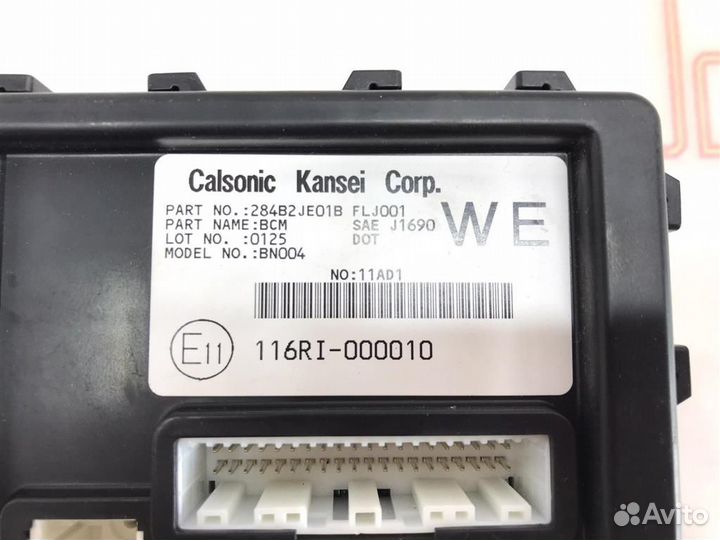 Calsonic Kansei Corp.
PART NO.:284B2JE01B FLJ001
PART NAME:BCM SAE J1690
LOT NO. :0125 DOT
MODEL NO.:BN004
WE
NO:11AD1
E11 116RI-000010
Avito